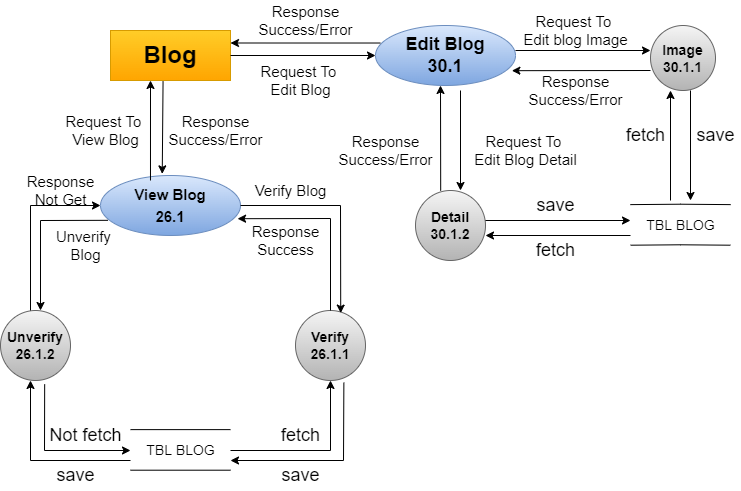 Response
Success/Error
Blog
Request To
Edit Blog
Edit Blog
30.1
Request To
Edit blog Image
Response
Success/Error
Image
30.1.1
Request To
View Blog
Response
Success/Error
Response
Success/Error
Request To
Edit Blog Detail
fetch
save
Response
Not Get
View Blog
26.1
Verify Blog
Response
Success
Unverify
Blog
Detail
30.1.2
save
fetch
TBL BLOG
Unverify
26.1.2
Verify
26.1.1
Not fetch
save
TBL BLOG
fetch
save